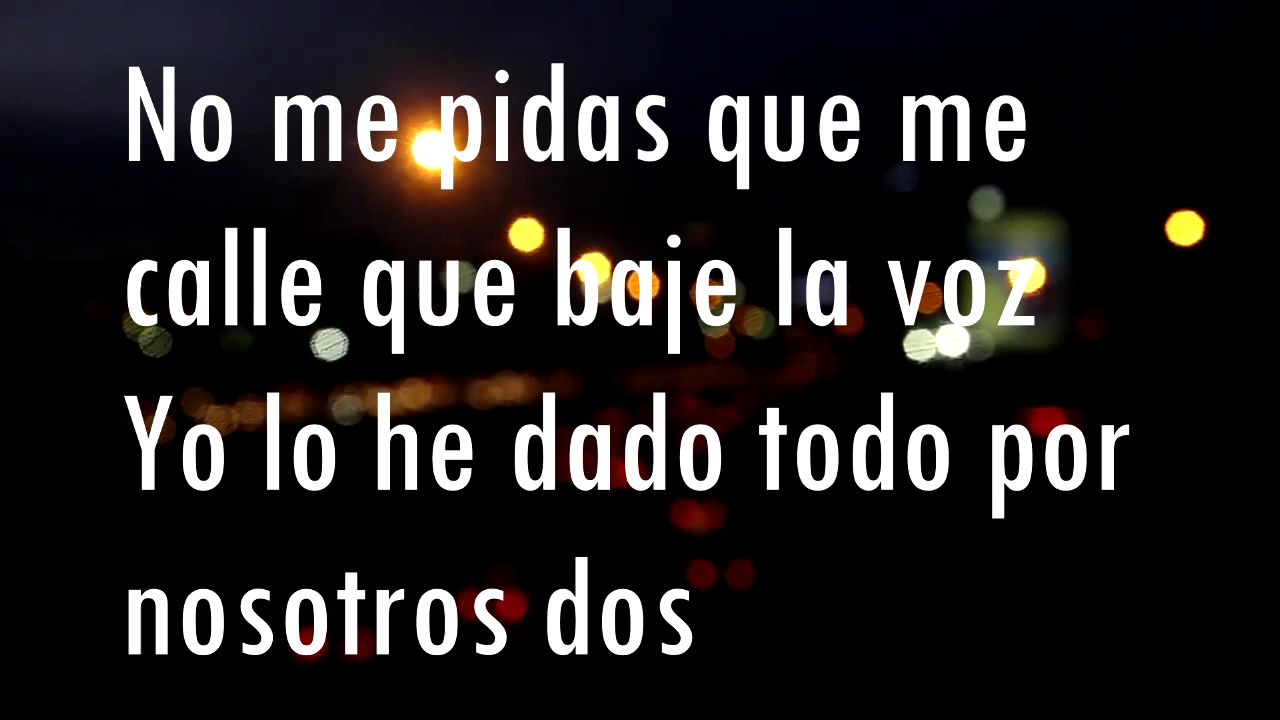 No me pidas que me
calle que baje la voz
Yo lo he dado todo por
nosotros dos